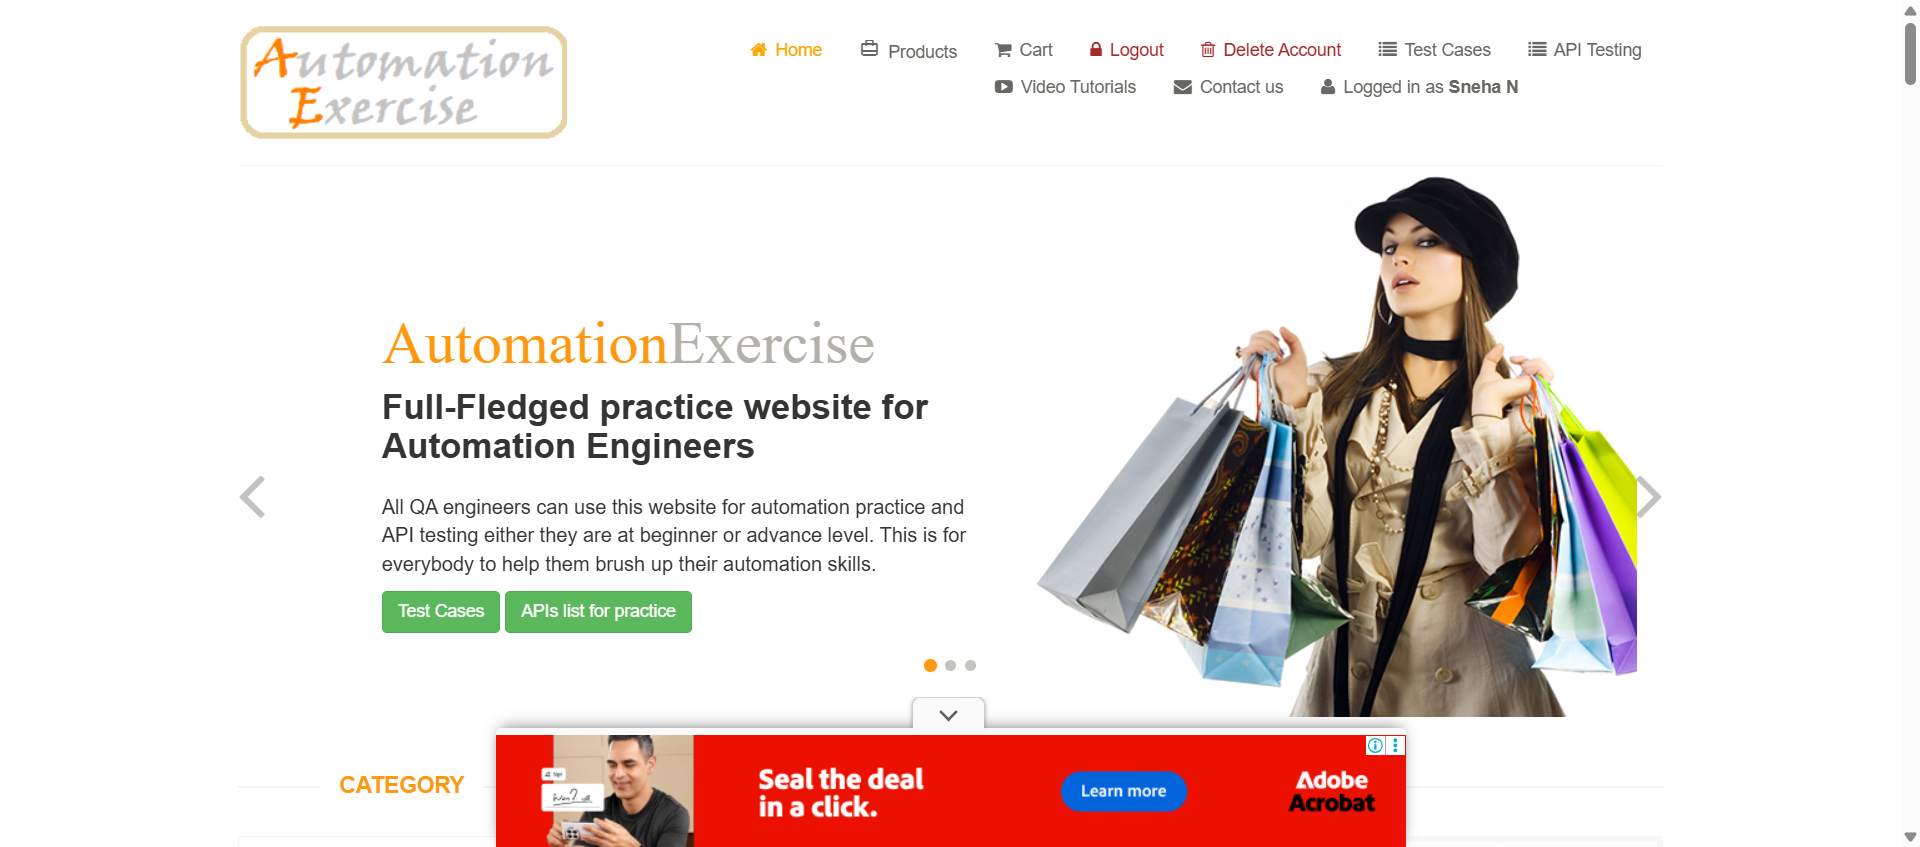 Automation
Exercise
Home Products Cart Logout Delete Account Test Cases API Testing
Video Tutorials Contact us Logged in as Sneha N
AutomationExercise
Full-Fledged practice website for
Automation Engineers
All QA engineers can use this website for automation practice and
API testing either they are at beginner or advance level. This is for
everybody to help them brush up their automation skills.
Test Cases APIs list for practice
CATEGORY
Sign
Seal the deal
in a click.
Learn more
Adobe
Acrobat